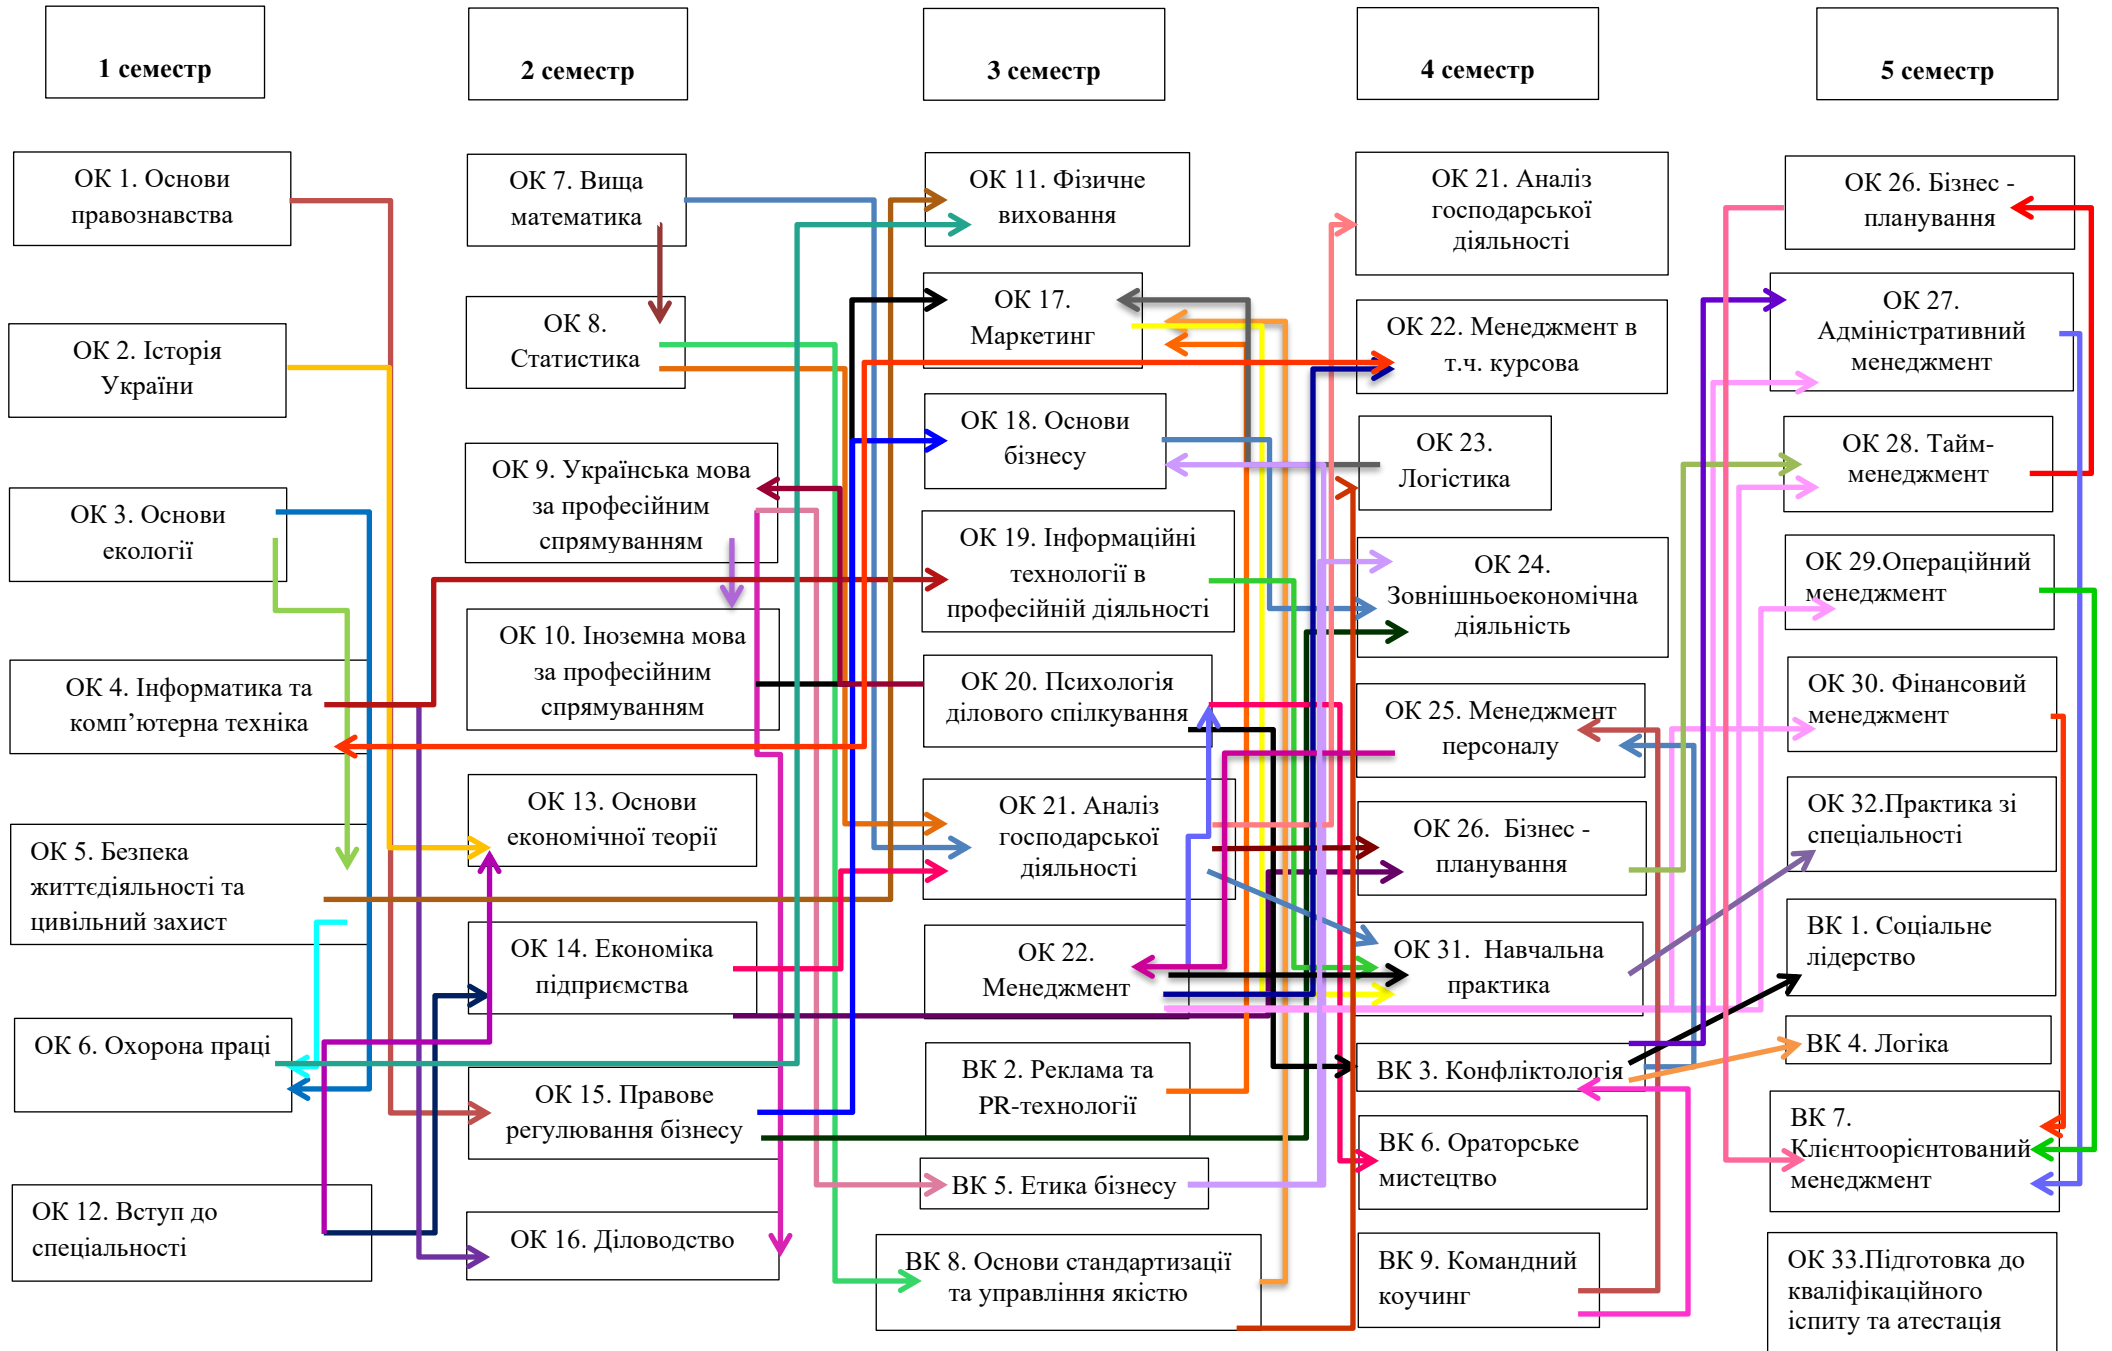 1 семестр
2 семестр
3 семестр
4 семестр
5 семестр
ОК 1. Основи
правознавства
ОК 2. Історія
України
ОК 3. Основи
екології
ОК 4. Інформатика та
комп’ютерна техніка
ОК 5. Безпека
життєдіяльності та
цивільний захист
ОК 6. Охорона праці
ОК 12. Вступ до
спеціальності
ОК 7. Вища
математика
ОК 8.
Статистика
ОК 9. Українська мова
за професійним
спрямуванням
ОК 10. Іноземна мова
за професійним
спрямуванням
ОК 13. Основи
економічної теорії
ОК 14. Економіка
підприємства
ОК 15. Правове
регулювання бізнесу
ОК 16. Діловодство
ОК 11. Фізичне
виховання
ОК 17.
Маркетинг
ОК 18. Основи
бізнесу
ОК 19. Інформаційні
технології в
професійній діяльності
ОК 20. Психологія
ділового спілкування
ОК 21. Аналіз
господарської
діяльності
ОК 22.
Менеджмент
ВК 2. Реклама та
PR-технології
ВК 5. Етика бізнесу
ВК 8. Основи стандартизації
та управління якістю
ОК 21. Аналіз
господарської
діяльності
ОК 22. Менеджмент в
т.ч. курсова
ОК 23.
Логістика
ОК 24.
Зовнішньоекономічна
діяльність
ОК 25. Менеджмент
персоналу
ОК 26. Бізнес -
планування
ОК 31. Навчальна
практика
ВК 3. Конфліктологія
ВК 6. Ораторське
мистецтво
ВК 9. Командний
коучинг
ОК 26. Бізнес -
планування
ОК 27.
Адміністративний
менеджмент
ОК 28. Тайм-
менеджмент
ОК 29.Операційний
менеджмент
ОК 30. Фінансовий
менеджмент
ОК 32.Практика зі
спеціальності
ВК 1. Соціальне
лідерство
ВК 4. Логіка
ВК 7.
Клієнтоорієнтований
менеджмент
ОК 33.Підготовка до
кваліфікаційного
іспиту та атестація